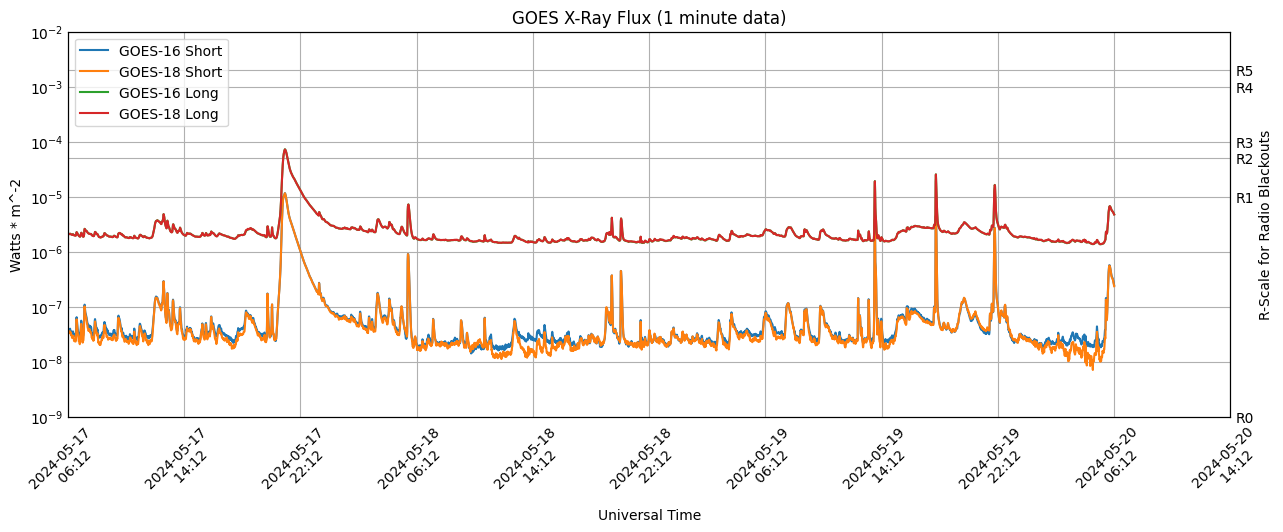 GOES X-Ray Flux (1 minute data)
GOES-16 Short
GOES-18 Short
GOES-16 Long
GOES-18 Long
Watts * m^-2
10^-2
10^-3
10^-4
10^-5
10^-6
10^-7
10^-8
10^-9
R5
R4
R3
R2
R1
R0
R-Scale for Radio Blackouts
2024-05-17
06:12
2024-05-17
14:12
2024-05-17
22:12
2024-05-18
06:12
2024-05-18
14:12
2024-05-18
22:12
2024-05-19
06:12
2024-05-19
14:12
2024-05-19
22:12
2024-05-20
06:12
2024-05-20
14:12
Universal Time